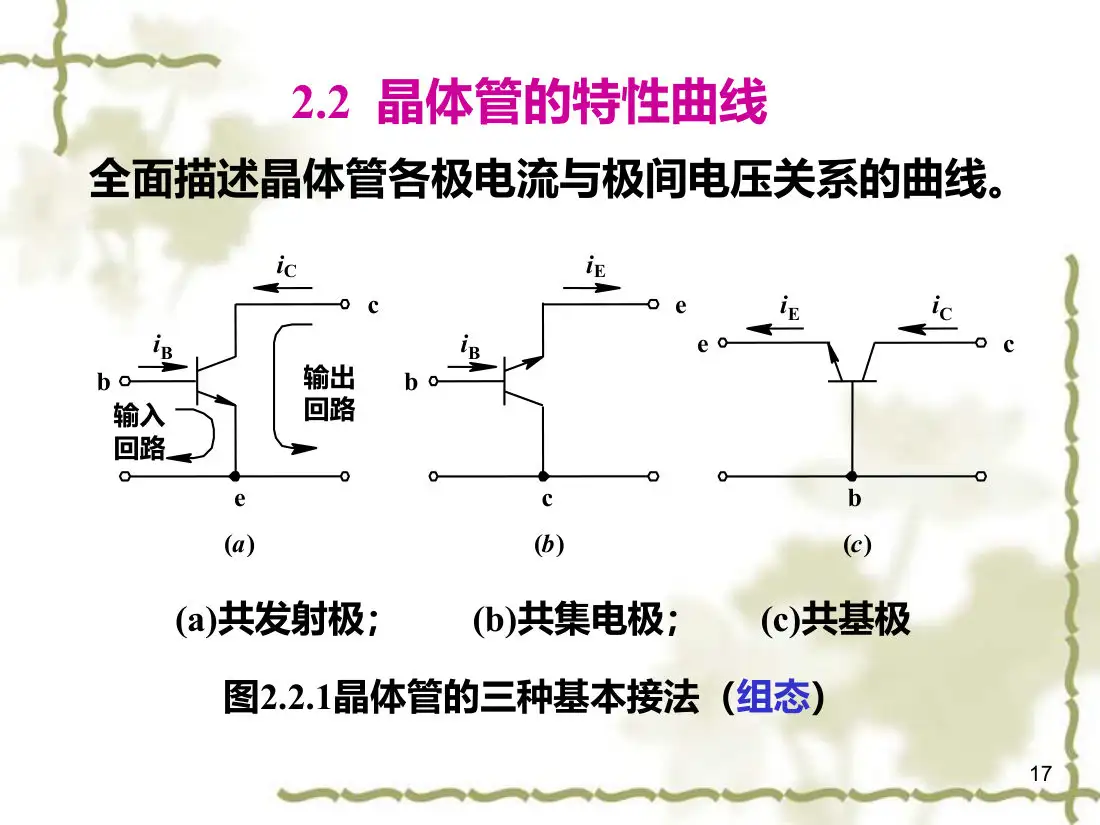 2.2 晶体管的特性曲线
全面描述晶体管各极电流与极间电压关系的曲线。
iC
c
iB
b
输出
回路
输入
回路
e
(a)
iE
e
iB
b
c
(b)
iE
iC
e
c
b
(c)
(a)共发射极； (b)共集电极； (c)共基极
图2.2.1晶体管的三种基本接法（组态）
17